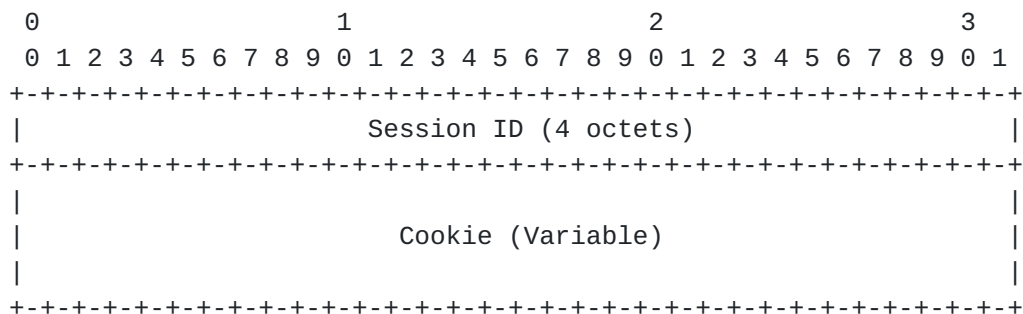 0                   1                   2                   3
0 1 2 3 4 5 6 7 8 9 0 1 2 3 4 5 6 7 8 9 0 1 2 3 4 5 6 7 8 9 0 1
+-+-+-+-+-+-+-+-+-+-+-+-+-+-+-+-+-+-+-+-+-+-+-+-+-+-+-+-+-+-+-+-+
|                      Session ID (4 octets)                    |
+-+-+-+-+-+-+-+-+-+-+-+-+-+-+-+-+-+-+-+-+-+-+-+-+-+-+-+-+-+-+-+-+
|                                                               |
|                        Cookie (Variable)                      |
|                                                               |
+-+-+-+-+-+-+-+-+-+-+-+-+-+-+-+-+-+-+-+-+-+-+-+-+-+-+-+-+-+-+-+-+